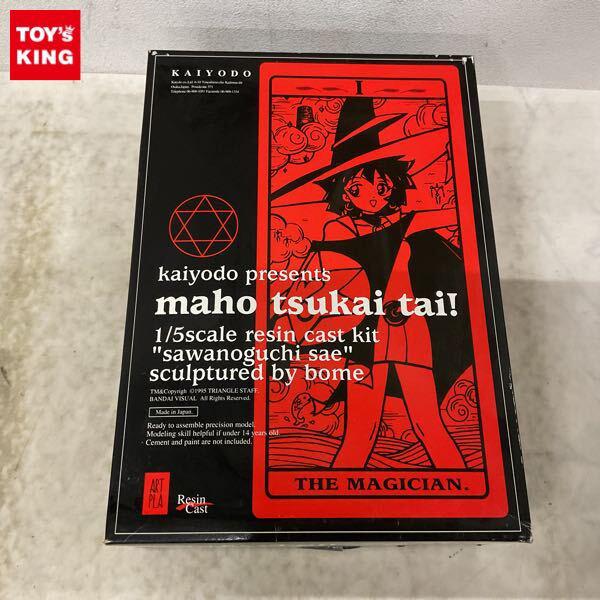 TOY's
KING
KAIYODO
I
kaiyodo presents
maho tsukai tai!
1/5scale resin cast kit
"sawanoguchi sae"
sculptured by bome
TM&Copyrigh ©1995 TRIANGLE STAFF.
BANDAI VISUAL All Rights Reserved.
Made in Japan.
Ready to assemble precision model.
Modeling skill helpful if under 14 years old.
Cement and paint are not included.
ART
PLA
Resin
Cast
THE MAGICIAN.